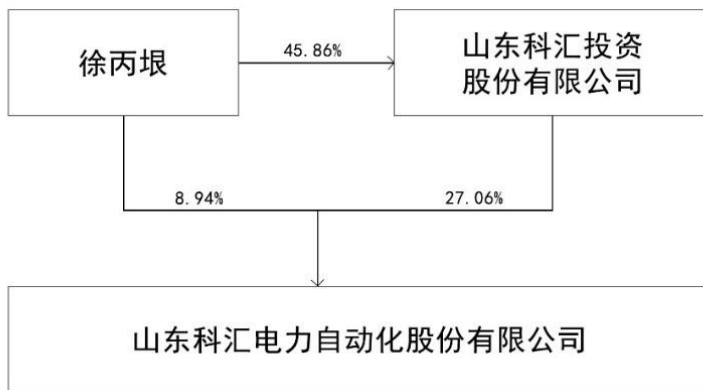 徐丙垠
45.86%
山东科汇投资
股份有限公司
8.94%
27.06%
山东科汇电力自动化股份有限公司